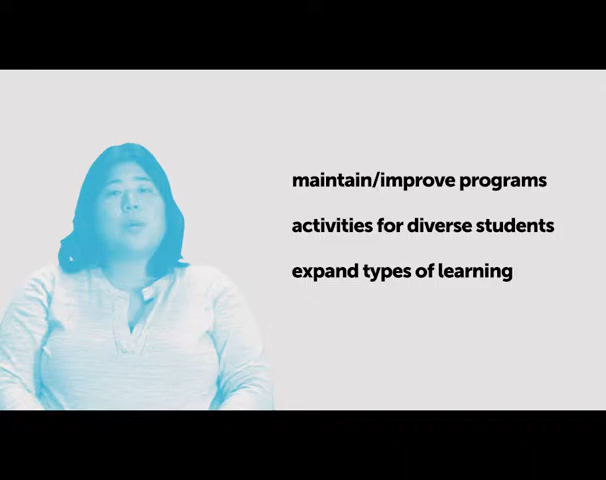 maintain/improve programs
activities for diverse students
expand types of learning